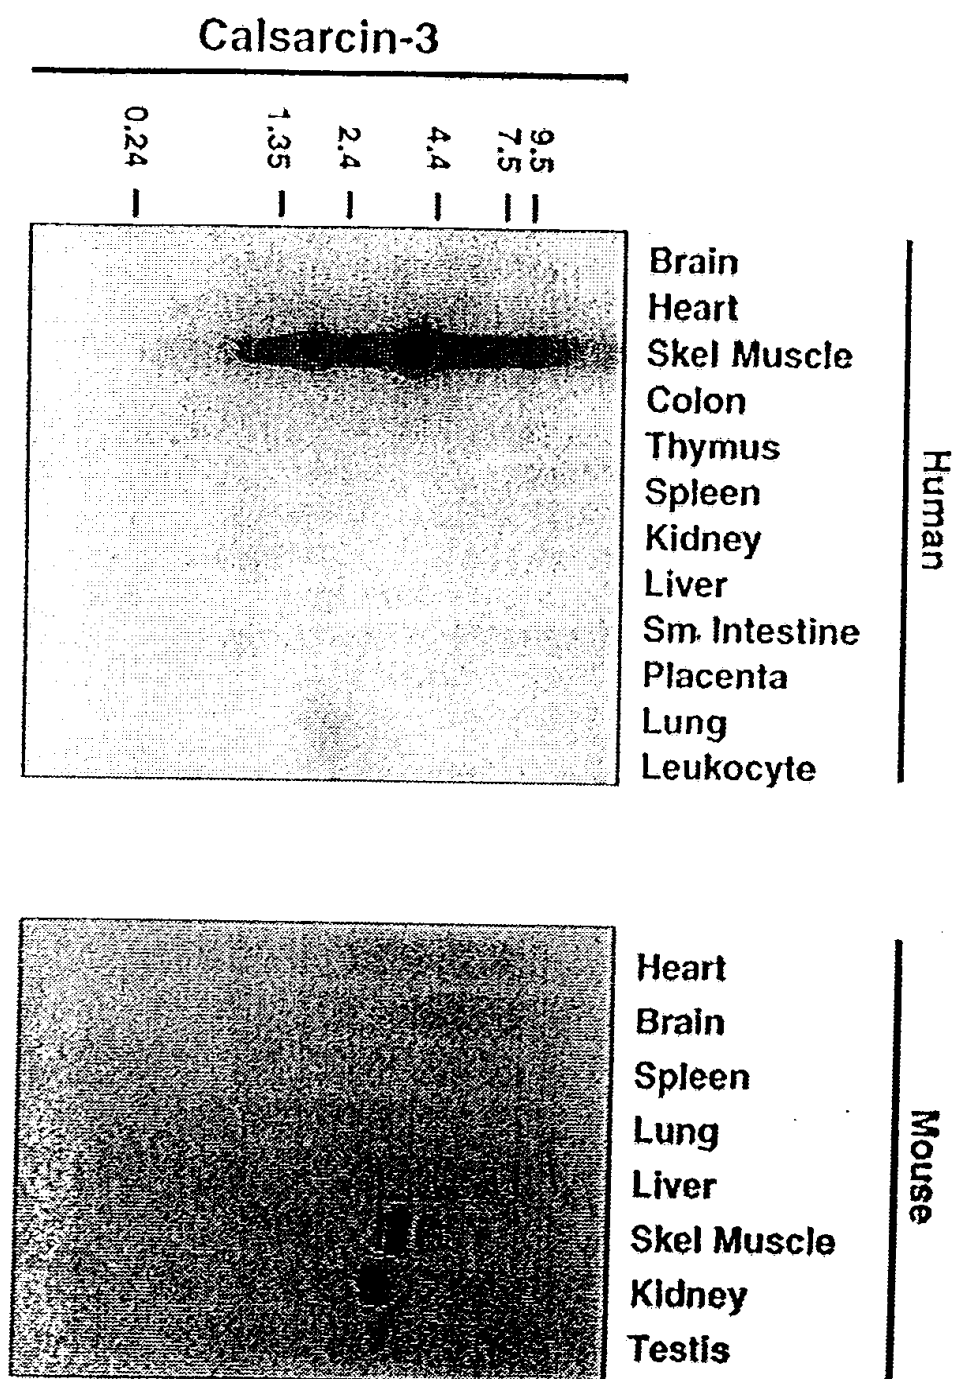 Calsarcin-3
0.24
1.35
2.4
4.4
7.5
9.5
Brain
Heart
Skel Muscle
Colon
Thymus
Spleen
Kidney
Liver
Sm. Intestine
Placenta
Lung
Leukocyte
Human
Heart
Brain
Spleen
Lung
Liver
Skel Muscle
Kidney
Testis
Mouse